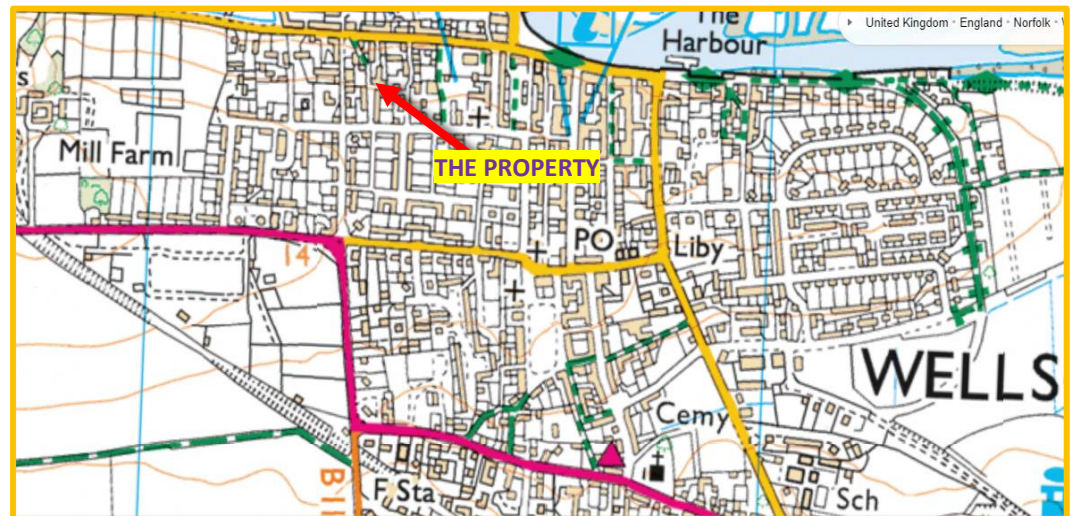 The
Harbour
United Kingdom • England • Norfolk •
s
Mill Farm
THE PROPERTY
PO
Liby
14
WELLS
Cemy
F Sta
Sch